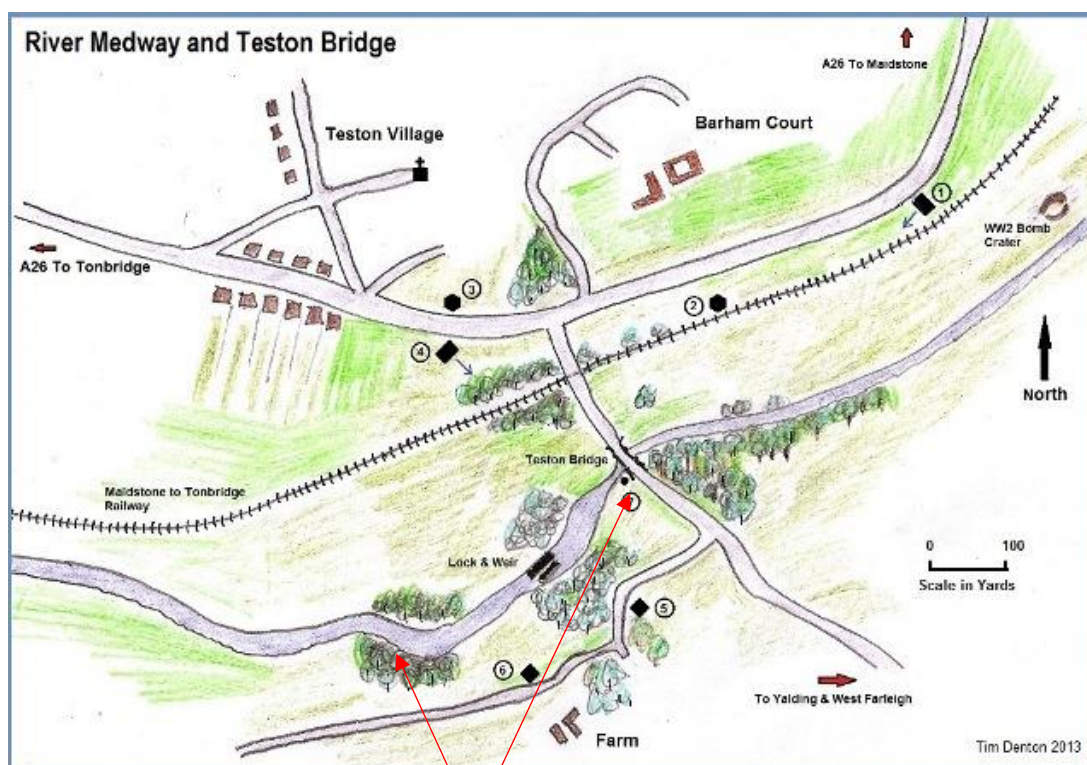 River Medway and Teston Bridge
A26 To Maidstone
Teston Village
Barham Court
1
WW2 Bomb
Crater
A26 To Tonbridge
3
2
4
North
Teston Bridge
Maidstone to Tonbridge
Railway
7
0 100
Scale in Yards
Lock & Weir
5
6
To Yalding & West Farleigh
Farm
Tim Denton 2013